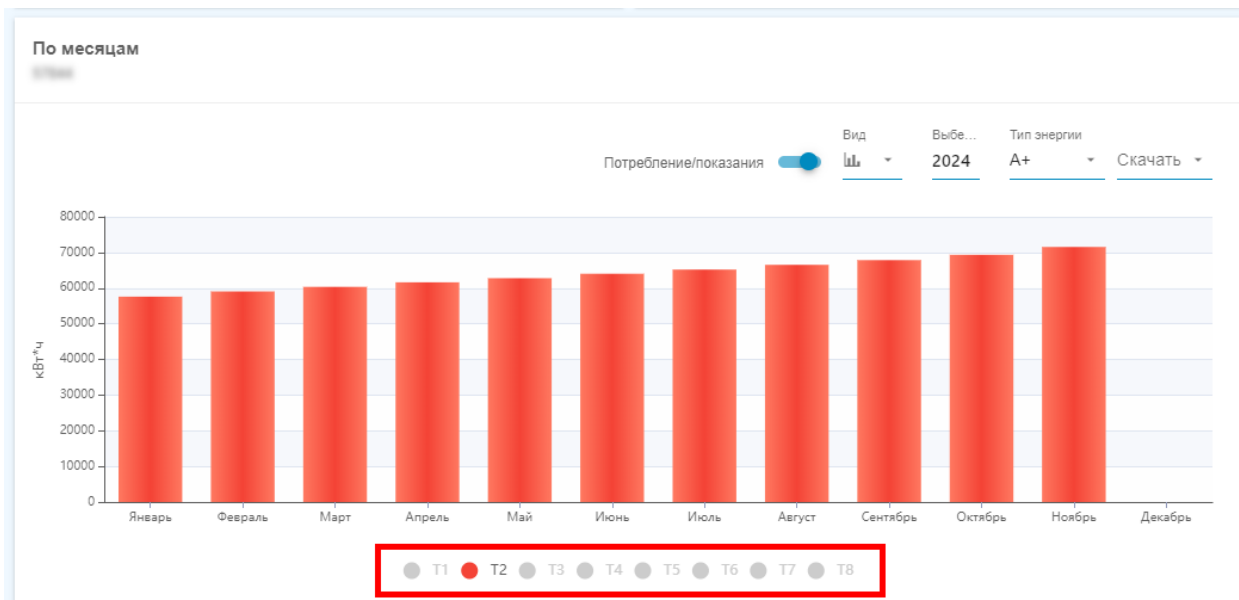 По месяцам
Вид
Выбе...
Тип энергии
Потребление/показания
2024
A+
Скачать
80000
70000
60000
50000
40000
30000
20000
10000
0
кВт*ч
Январь Февраль Март Апрель Май Июнь Июль Август Сентябрь Октябрь Ноябрь Декабрь
T1 T2 T3 T4 T5 T6 T7 T8